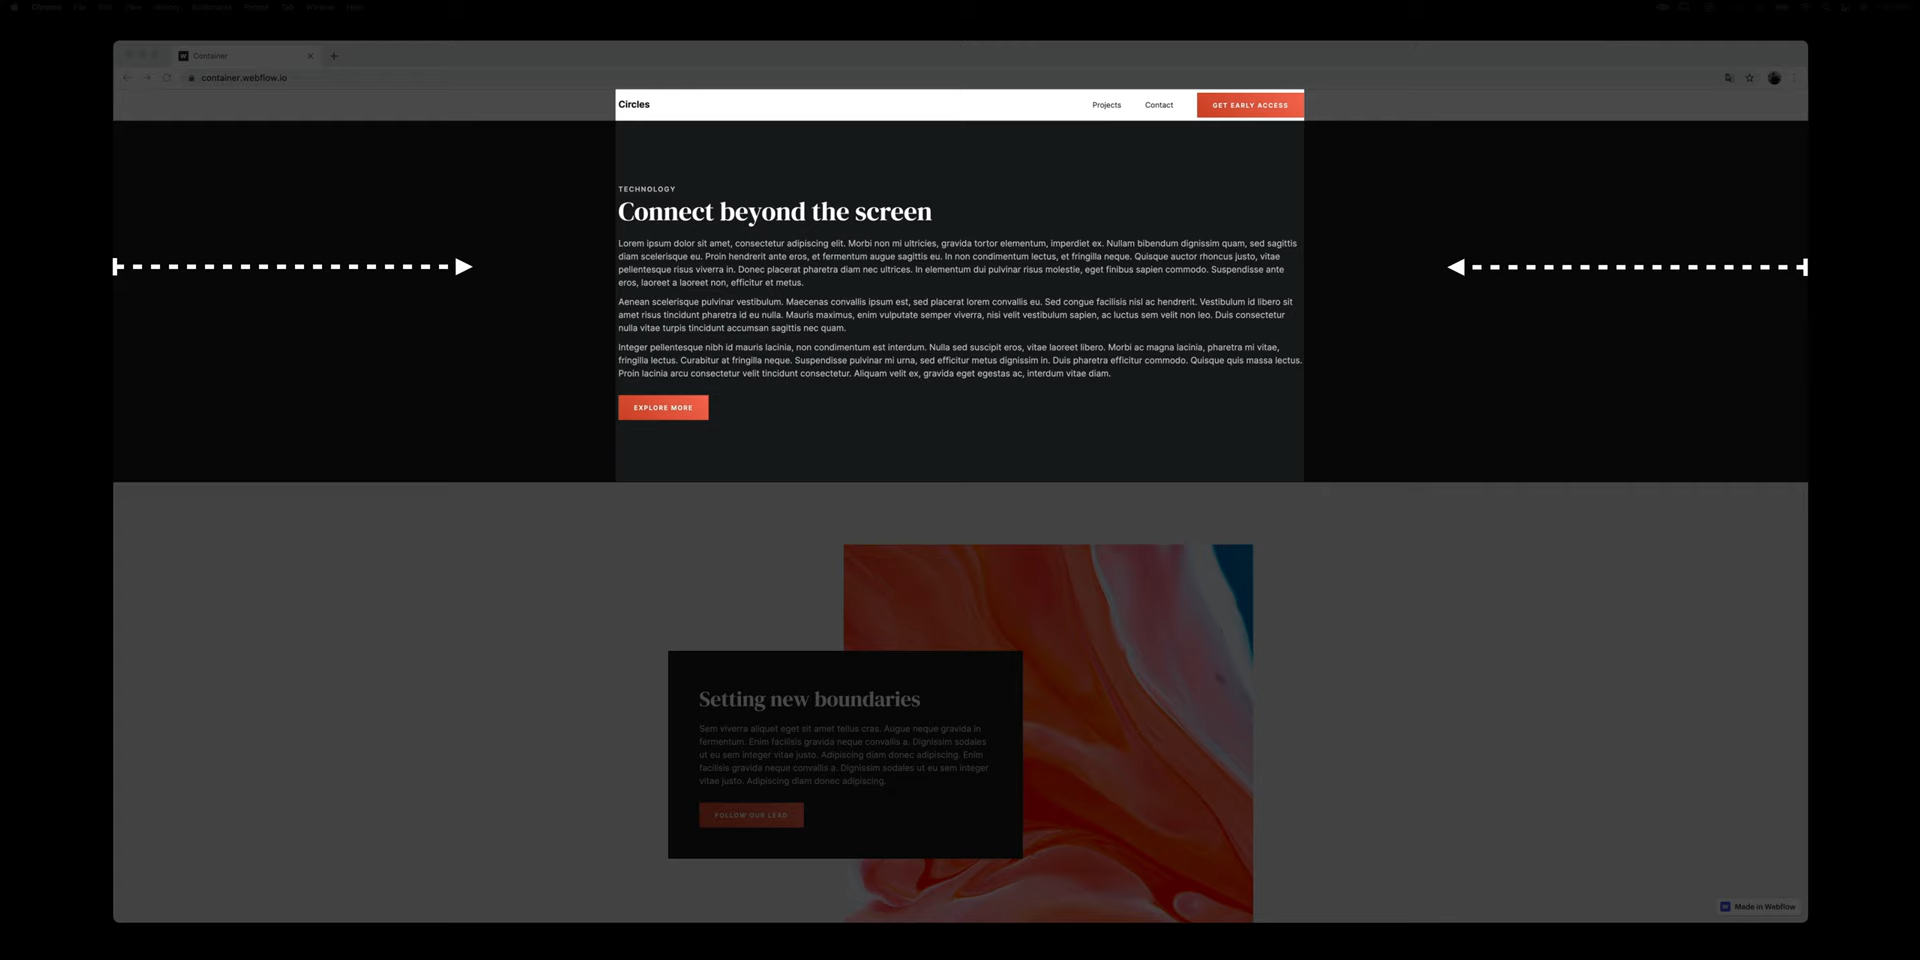 Chrome File Edit View History Bookmarks Window Help
Container
container.webflow.io
Circles
Projects
Contact
GET EARLY ACCESS
TECHNOLOGY
Connect beyond the screen
Lorem ipsum dolor sit amet, consectetur adipiscing elit. Morbi non mi ultricies, gravida tortor elementum, imperdiet ex. Nullam bibendum dignissim quam, sed sagittis
diam scelerisque eu. Proin hendrerit ante eros, et fermentum augue sagittis eu. In non condimentum lectus, et fringilla neque. Quisque auctor rhoncus justo, vitae
pellentesque risus viverra in. Donec placerat pharetra diam nec ultrices. In elementum dui pulvinar risus molestie, eget finibus sapien commodo. Suspendisse ante
eros, laoreet a laoreet non, efficitur et metus.
Aenean scelerisque pulvinar vestibulum. Maecenas convallis ipsum est, sed placerat lorem convallis eu. Sed congue facilisis nisl ac hendrerit. Vestibulum id libero sit
amet risus tincidunt pharetra id eu nulla. Mauris maximus, enim vulputate semper viverra, nisi velit vestibulum sapien, ac luctus sem velit non leo. Duis consectetur
nulla vitae turpis tincidunt accumsan sagittis nec quam.
Integer pellentesque nibh id mauris lacinia, non condimentum est interdum. Nulla sed suscipit eros, vitae laoreet libero. Morbi ac magna lacinia, pharetra mi vitae,
fringilla lectus. Curabitur at fringilla neque. Suspendisse pulvinar mi urna, sed efficitur metus dignissim in. Duis pharetra efficitur commodo. Quisque quis massa lectus.
Proin lacinia arcu consectetur velit tincidunt consectetur. Aliquam velit ex, gravida eget egestas ac, interdum vitae diam.
EXPLORE MORE
Setting new boundaries
Sem viverra aliquet eget sit amet tellus cras. Augue neque gravida in
fermentum. Enim facilisis gravida neque convallis a. Dignissim sodales
ut eu sem integer vitae justo. Adipiscing diam donec adipiscing. Enim
facilisis gravida neque convallis a. Dignissim sodales ut eu sem integer
vitae justo. Adipiscing diam donec adipiscing.
FOLLOW OUR LEAD
Made in Webflow